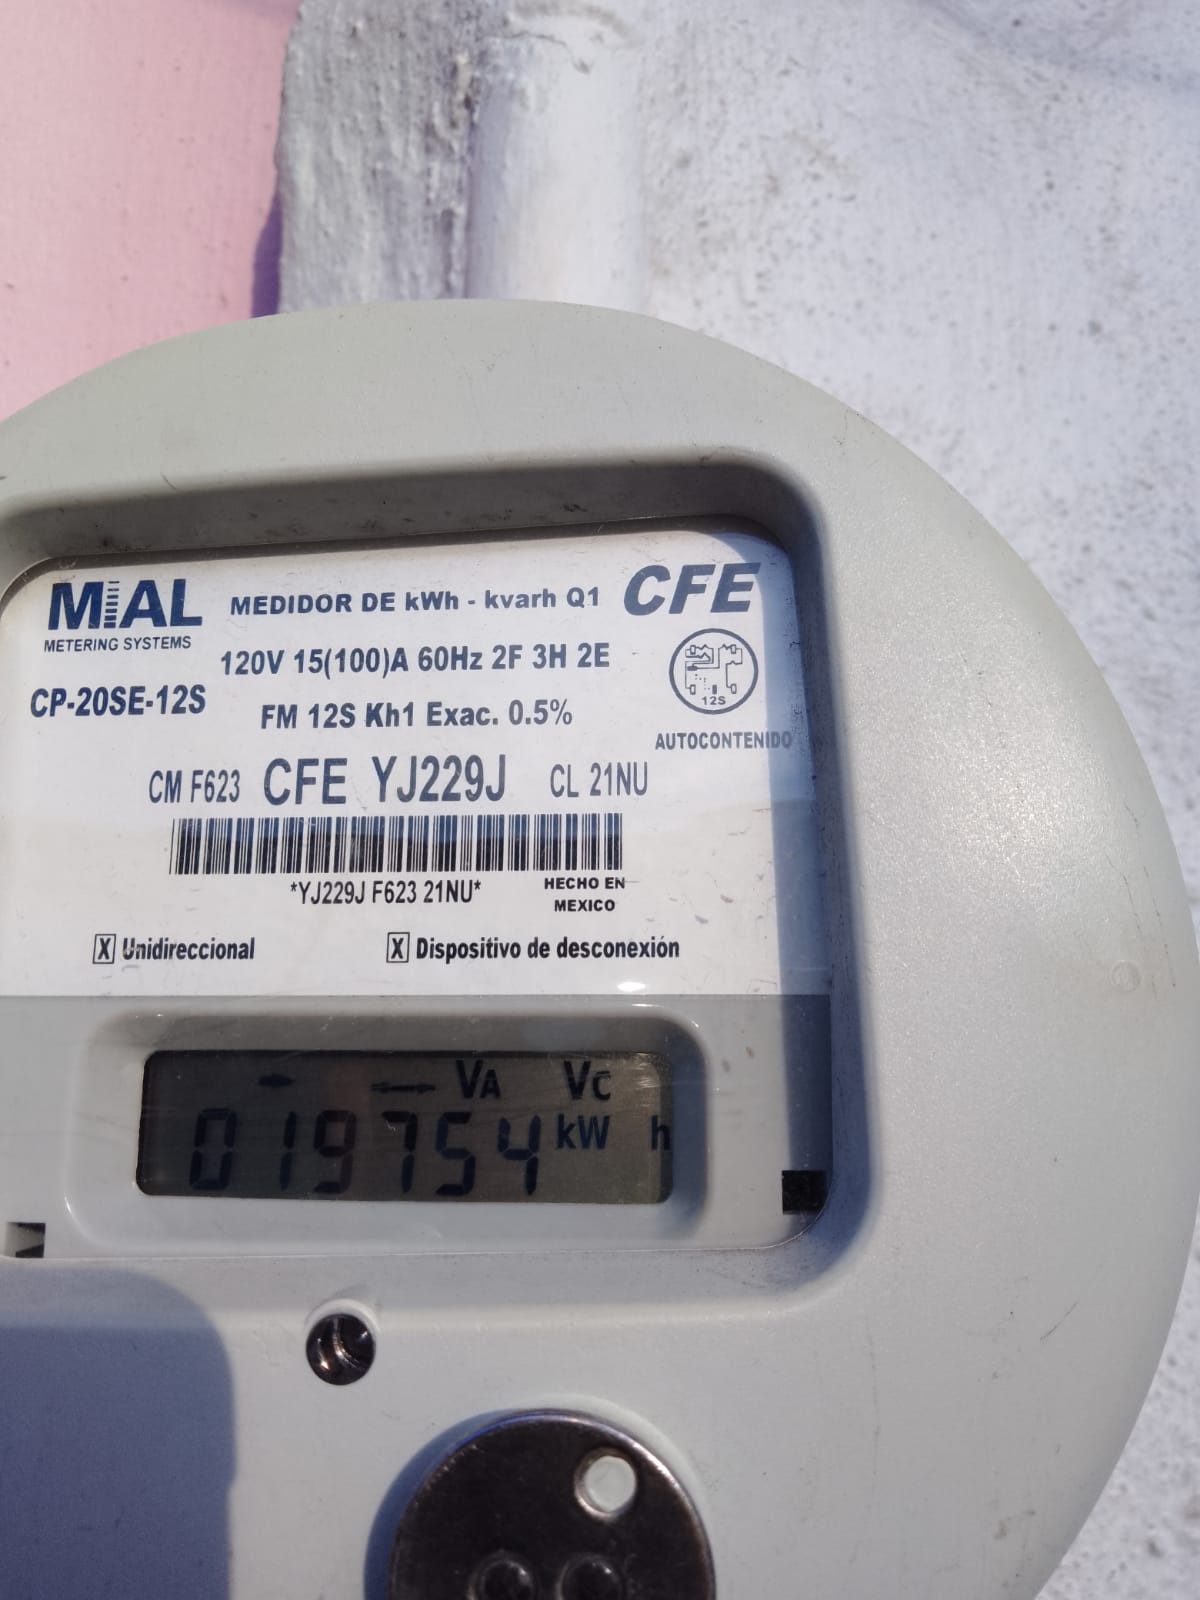 MIAL
METERING SYSTEMS
MEDIDOR DE kWh - kvarh Q1
CFE
120V 15(100)A 60Hz 2F 3H 2E
CP-20SE-12S
FM 12S Kh1 Exac. 0.5%
12S
AUTOCONTENIDO
CM F623 CFE YJ229J CL 21NU
*YJ229J F623 21NU*
HECHO EN
MEXICO
X Unidireccional
X Dispositivo de desconexión
VA VC
019754 kW h